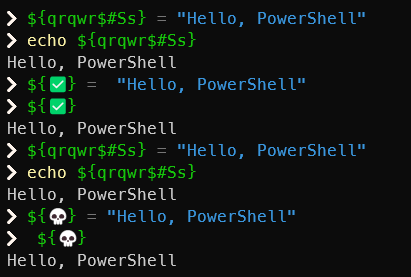 ❯ ${qrqwr$#Ss} = "Hello, PowerShell"
❯ echo ${qrqwr$#Ss}
Hello, PowerShell
❯ ${✅} =  "Hello, PowerShell"
❯ ${✅}
Hello, PowerShell
❯ ${qrqwr$#Ss} = "Hello, PowerShell"
❯ echo ${qrqwr$#Ss}
Hello, PowerShell
❯ ${💀} = "Hello, PowerShell"
❯  ${💀}
Hello, PowerShell